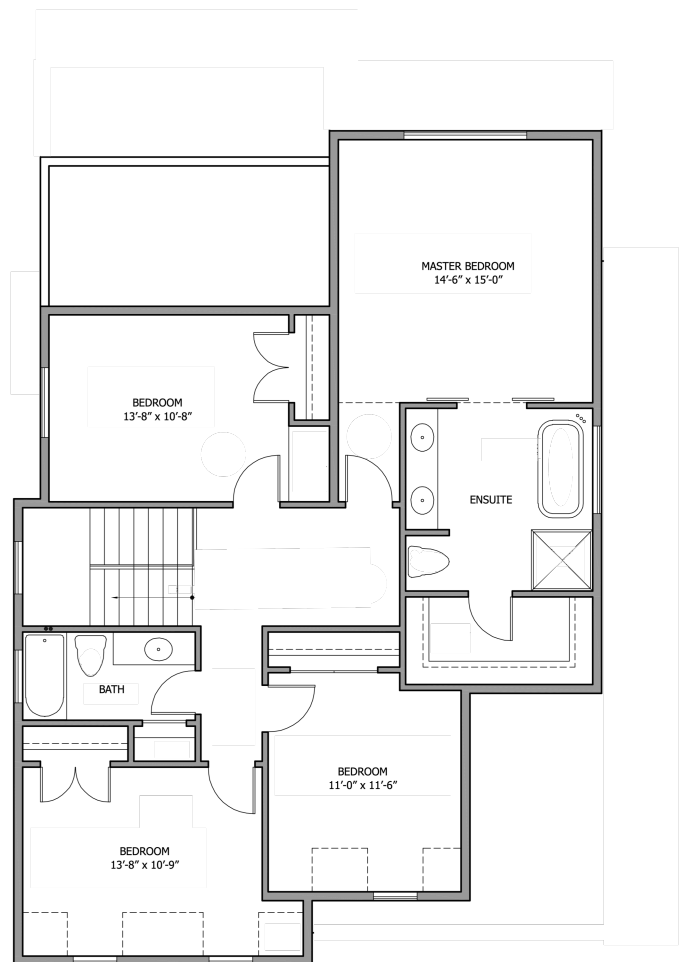 MASTER BEDROOM
14'-6" x 15'-0"
BEDROOM
13'-8" x 10'-8"
ENSUITE
BATH
BEDROOM
11'-0" x 11'-6"
BEDROOM
13'-8" x 10'-9"